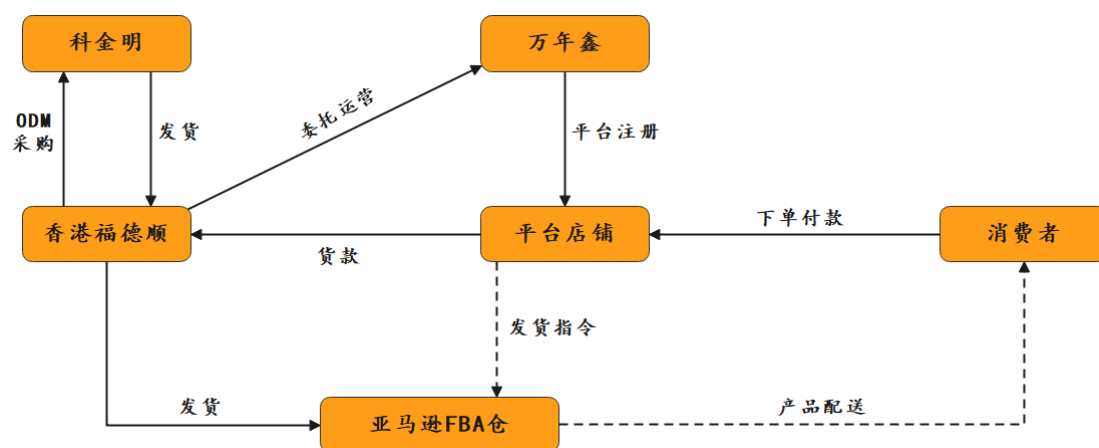 科金明
万年鑫
ODM
采购
发货
委托运营
平台注册
香港福德顺
平台店铺
消费者
下单付款
货款
发货指令
发货
亚马逊FBA仓
产品配送